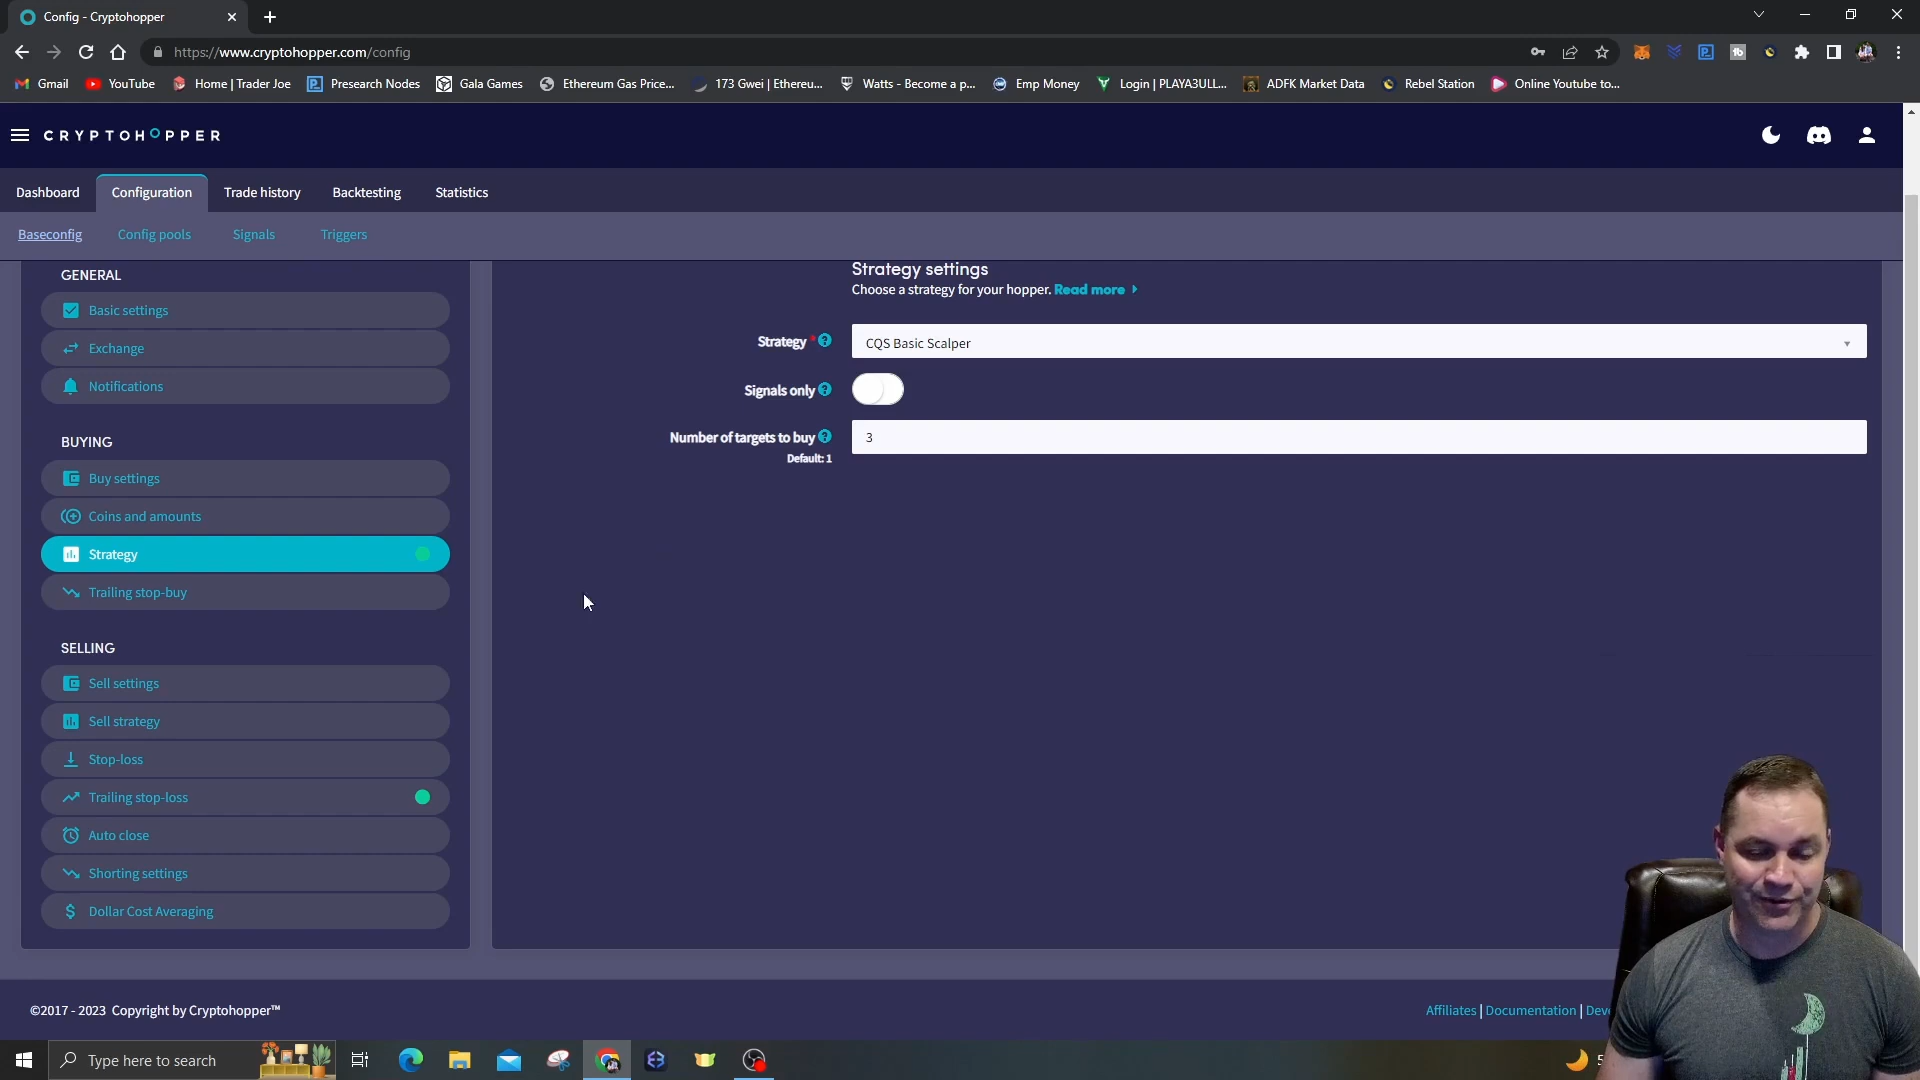 Config - Cryptohopper
https://www.cryptohopper.com/config
Gmail YouTube Home | Trader Joe Presearch Nodes Gala Games Ethereum Gas Price... 173 Gwei | Ethereu... Watts - Become a p... Emp Money Login | PLAYA3ULL... ADFK Market Data Rebel Station Online Youtube to...
CRYPTOHOPPER
Dashboard Configuration Trade history Backtesting Statistics
Baseconfig Config pools Signals Triggers
GENERAL
Basic settings
Exchange
Notifications
BUYING
Buy settings
Coins and amounts
Strategy
Trailing stop-buy
SELLING
Sell settings
Sell strategy
Stop-loss
Trailing stop-loss
Auto close
Shorting settings
Dollar Cost Averaging
Strategy settings
Choose a strategy for your hopper. Read more
Strategy * CQS Basic Scalper
Signals only
Number of targets to buy 3
Default: 1
©2017 - 2023 Copyright by Cryptohopper™
Affiliates | Documentation |
Type here to search